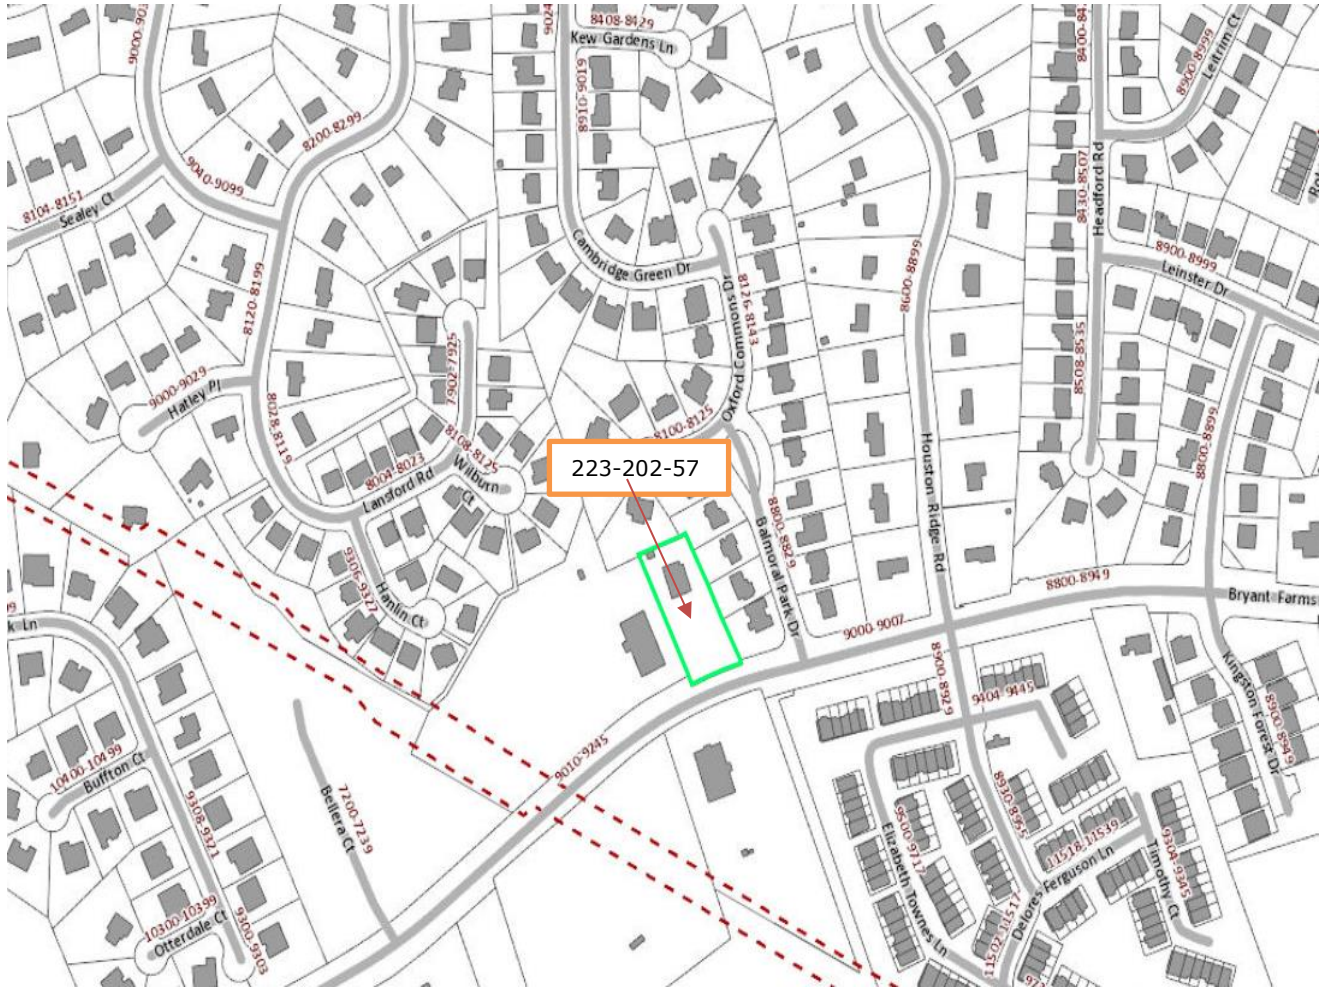 9000-903
9024
8408-8429
Kew Gardens Ln
8400-84
Leitrim Ct
8900-8999
8910-9019
8200-8299
9040-9099
8104-8151
Sealey Ct
8430-8507
Headford Rd
8900-8999
Leinster Dr
Cambridge Green Dr
8126-8143
Oxford Commons Dr
8600-8899
8120-8199
7902-7925
8508-8535
9000-9029
Hatley Pl
8028-8119
8100-8125
8108-8125
Wilburn
Ct
8004-8023
Lansford Rd
223-202-57
8800-8899
Houston Ridge Rd
8800-8829
Balmoral Park Dr
9306-9327
Hamlin Ct
8800-8949
Bryant Farms
9000-9007
k Ln
8900-8929
9404-9445
Kingston Forest Dr
8900-8949
9010-9245
10400-10499
Buffton Ct
7200-7239
Bellera Ct
9308-9321
8930-8955
9500-9717
Elizabeth Townes Ln
11518-11539
Delores Ferguson Ln
9304-9345
Timothy Ct
11502-11517
10300-10399
Otterdale Ct
9300-9303